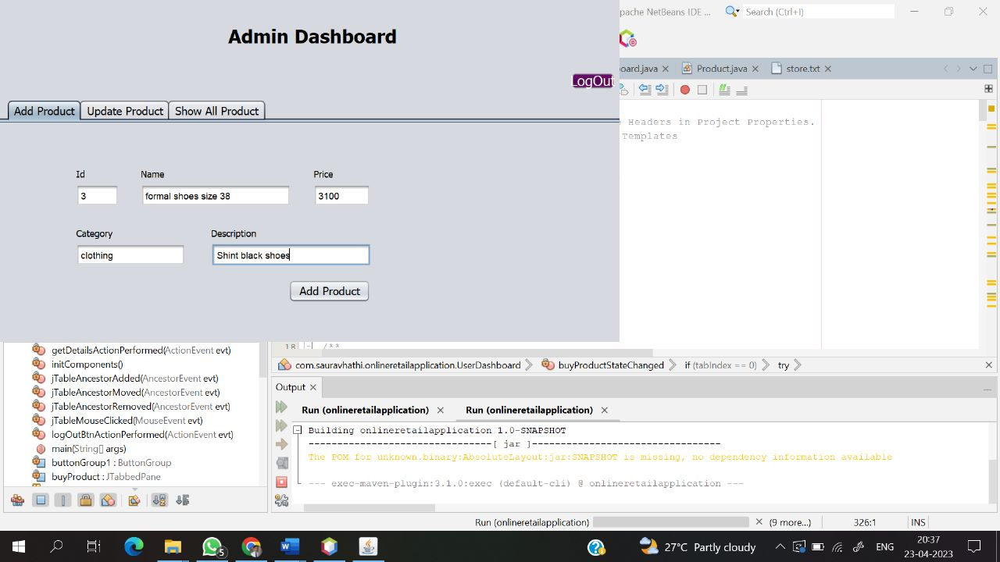 Admin Dashboard
LogOut
Add Product
Update Product
Show All Product
Id
Name
Price
3
formal shoes size 38
3100
Category
Description
clothing
Shint black shoes
Add Product
pache NetBeans IDE ...
Search (Ctrl+I)
oard.java
Product.java
store.txt
Headers in Project Properties.
Templates
18
/**
getDetailsActionPerformed(ActionEvent evt)
initComponents()
jTableAncestorAdded(AncestorEvent evt)
jTableAncestorMoved(AncestorEvent evt)
jTableAncestorRemoved(AncestorEvent evt)
jTableMouseClicked(MouseEvent evt)
logOutBtnActionPerformed(ActionEvent evt)
main(String[] args)
buttonGroup1 : ButtonGroup
buyProduct : JTabbedPane
com.sauravhathi.onlineretailapplication.UserDashboard
buyProductStateChanged
if (tabIndex == 0)
try
Output
Run (onlineretailapplication)
Run (onlineretailapplication)
Building onlineretailapplication 1.0-SNAPSHOT
--------------------------------[ jar ]---------------------------------
The POM for unknown.binary:AbsoluteLayout:jar:SNAPSHOT is missing, no dependency information available
--- exec-maven-plugin:3.1.0:exec (default-cli) @ onlineretailapplication ---
Run (onlineretailapplication)
(9 more...)
326:1
INS
5
27°C Partly cloudy
ENG
20:37
23-04-2023